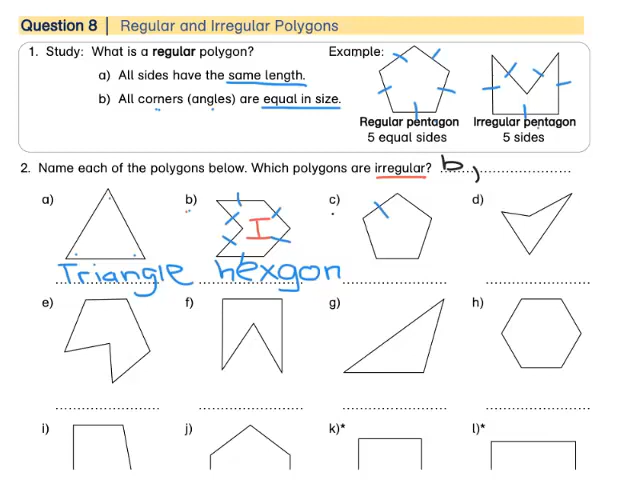 Question 8 | Regular and Irregular Polygons
1. Study: What is a regular polygon? Example:
a) All sides have the same length.
b) All corners (angles) are equal in size.
Regular pentagon Irregular pentagon
5 equal sides 5 sides
2. Name each of the polygons below. Which polygons are irregular? b,
a) b) c) d)
I
Triangle hexgon
e) f) g) h)
i) j) k)* l)*